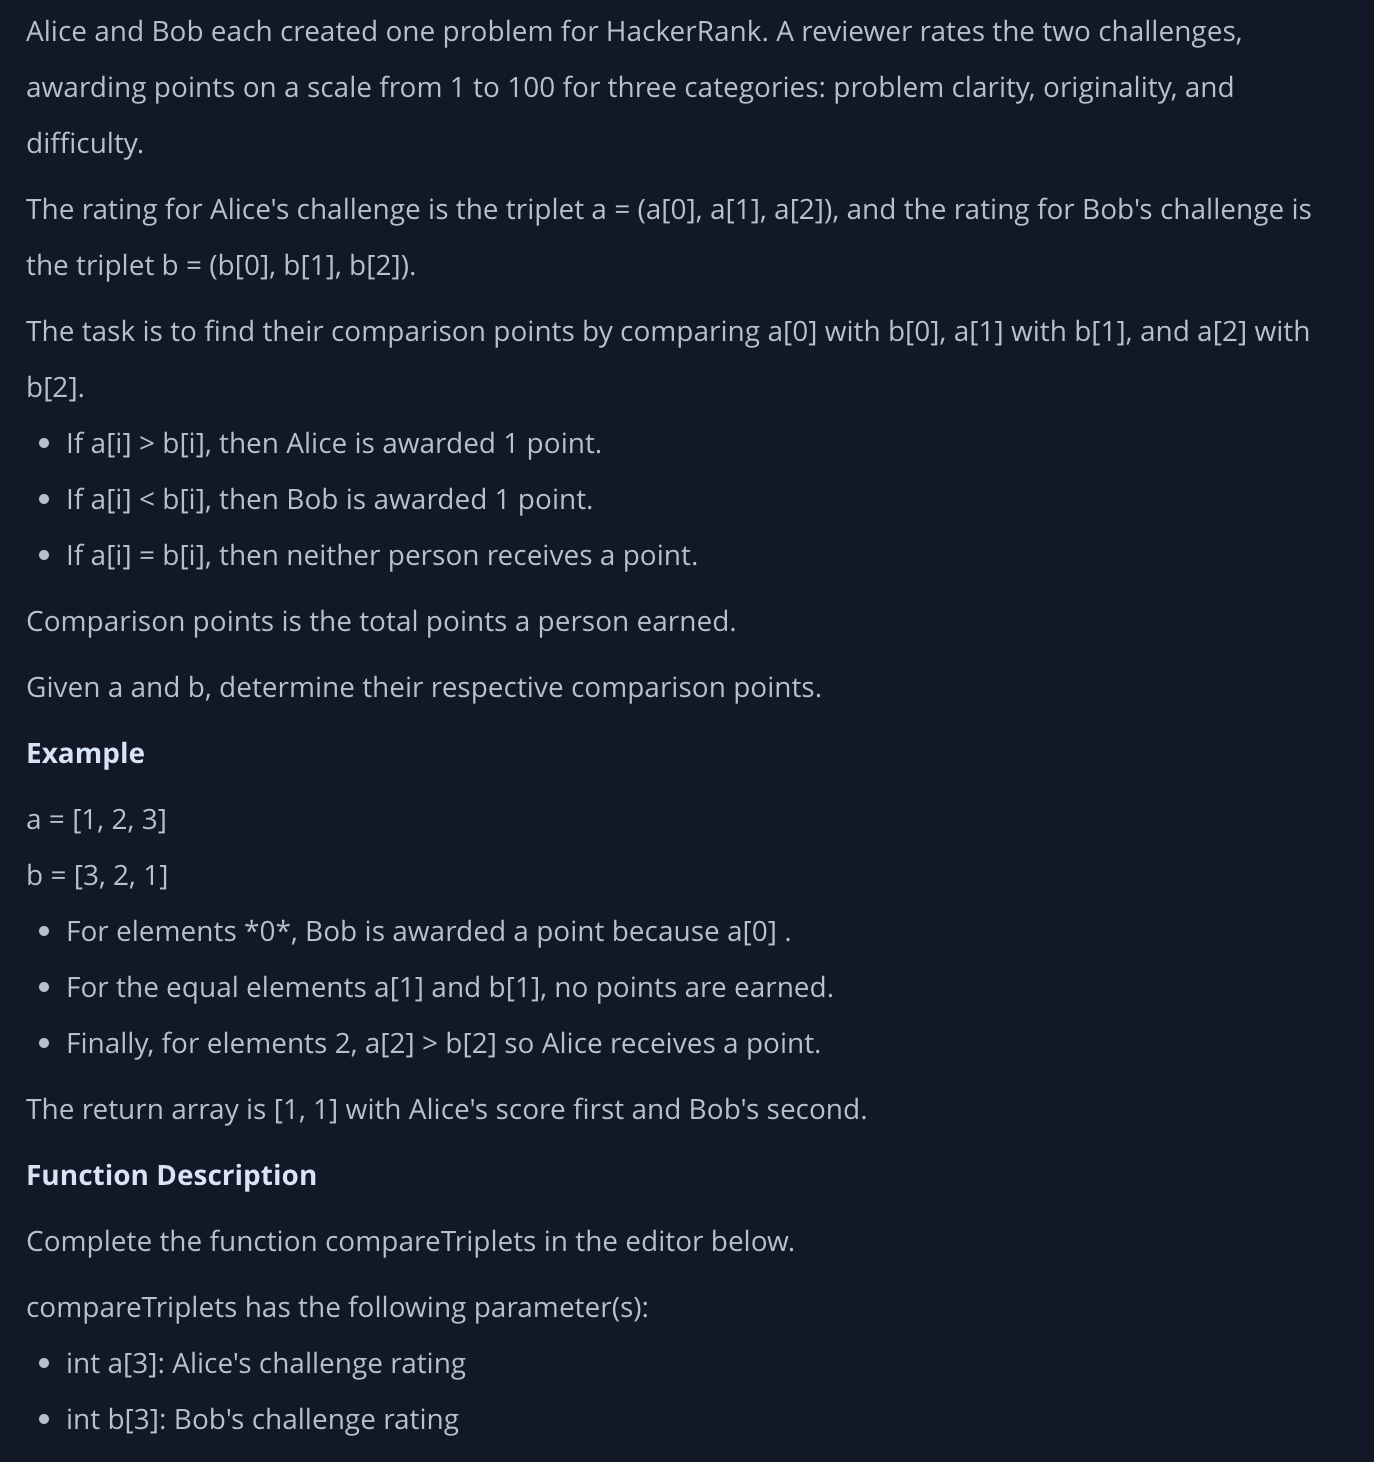 Alice and Bob each created one problem for HackerRank. A reviewer rates the two challenges,
awarding points on a scale from 1 to 100 for three categories: problem clarity, originality, and
difficulty.
The rating for Alice's challenge is the triplet a = (a[0], a[1], a[2]), and the rating for Bob's challenge is
the triplet b = (b[0], b[1], b[2]).
The task is to find their comparison points by comparing a[0] with b[0], a[1] with b[1], and a[2] with
b[2].
• If a[i] > b[i], then Alice is awarded 1 point.
• If a[i] < b[i], then Bob is awarded 1 point.
• If a[i] = b[i], then neither person receives a point.
Comparison points is the total points a person earned.
Given a and b, determine their respective comparison points.
Example
a = [1, 2, 3]
b = [3, 2, 1]
• For elements *0*, Bob is awarded a point because a[0] .
• For the equal elements a[1] and b[1], no points are earned.
• Finally, for elements 2, a[2] > b[2] so Alice receives a point.
The return array is [1, 1] with Alice's score first and Bob's second.
Function Description
Complete the function compareTriplets in the editor below.
compareTriplets has the following parameter(s):
• int a[3]: Alice's challenge rating
• int b[3]: Bob's challenge rating